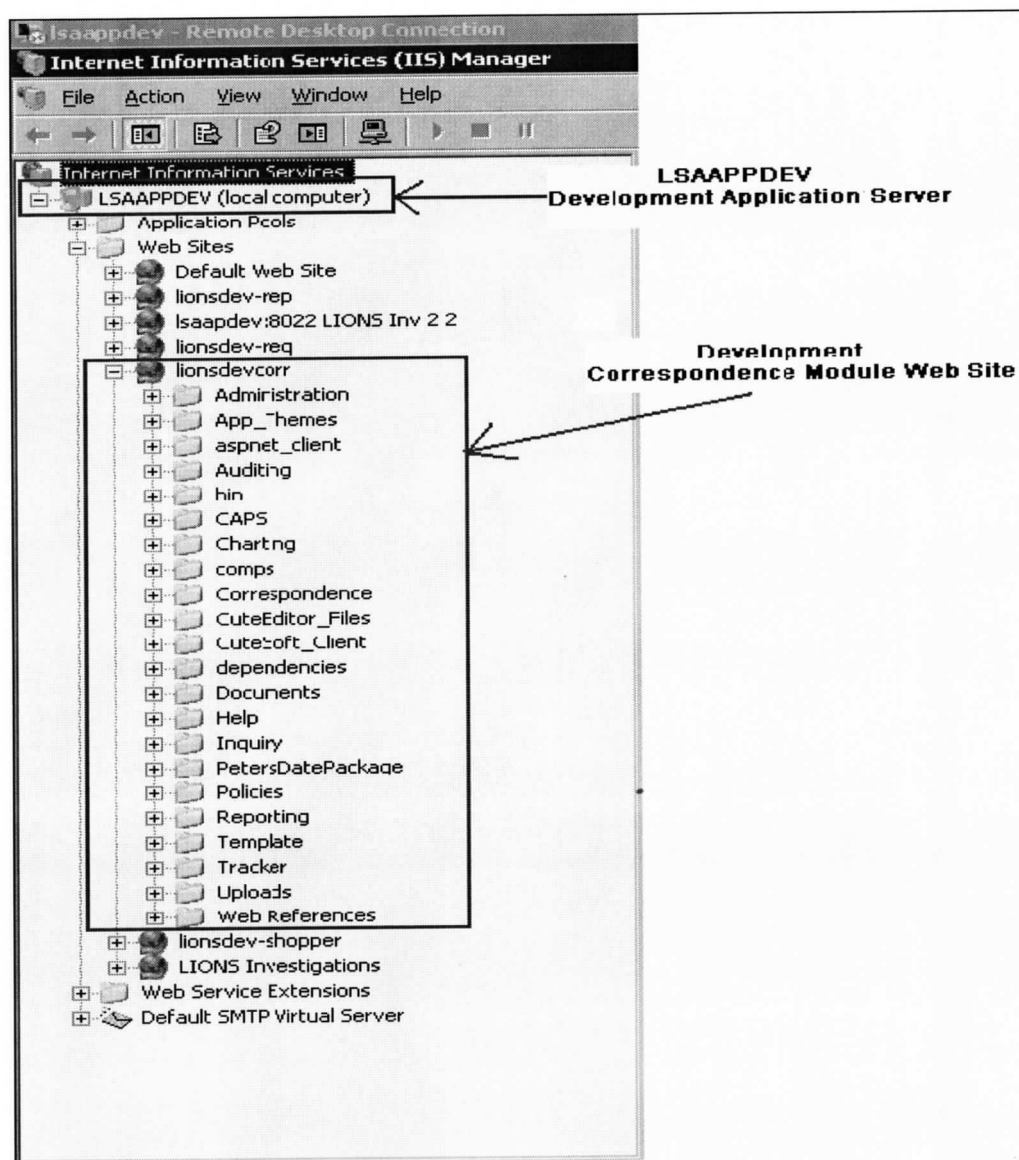 lsaappdev - Remote Desktop Connection
Internet Information Services (IIS) Manager
File Action View Window Help
Internet Information Services
LSAAPPDEV (local computer)
LSAAPPDEV
Development Application Server
Application Pools
Web Sites
Default Web Site
lionsdev-rep
lsaapdev:8022 LIONS Inv 2 2
lionsdev-req
lionsdevcorr
Development
Correspondence Module Web Site
Administration
App_Themes
aspnet_client
Auditing
bin
CAPS
Charting
comps
Correspondence
CuteEditor_Files
CuteSoft_Client
dependencies
Documents
Help
Inquiry
PetersDatePackage
Policies
Reporting
Template
Tracker
Uploads
Web References
lionsdev-shopper
LIONS Investigations
Web Service Extensions
Default SMTP Virtual Server